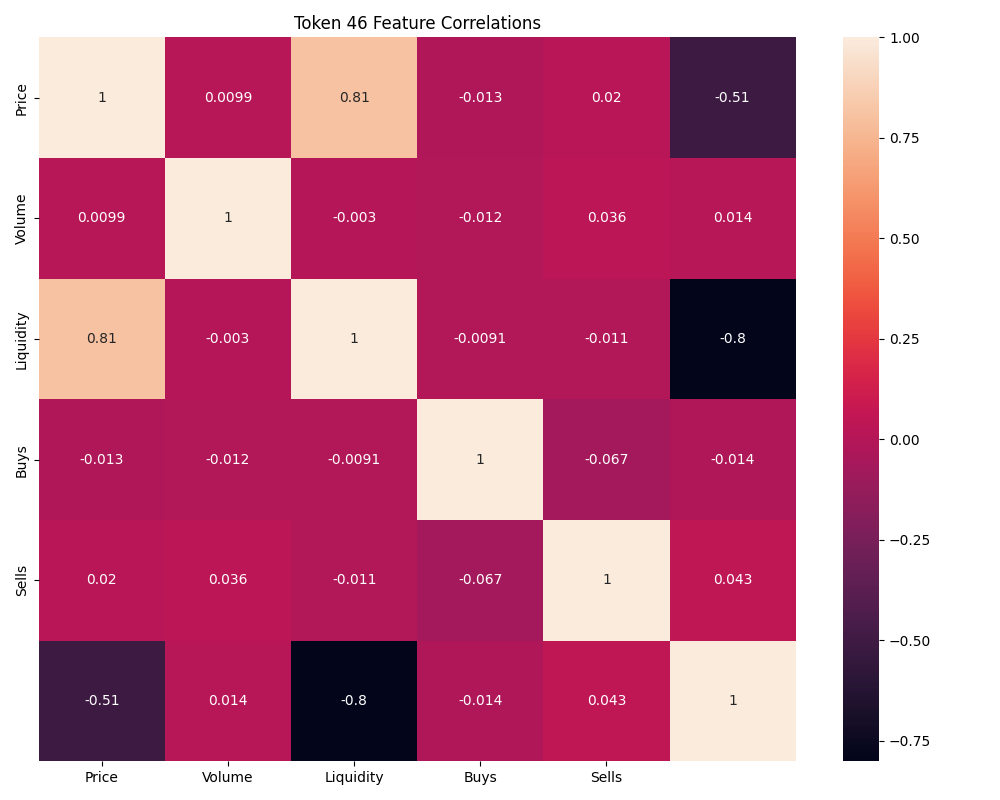 Token 46 Feature Correlations
Price 1 0.0099 0.81 -0.013 0.02 -0.51
Volume 0.0099 1 -0.003 -0.012 0.036 0.014
Liquidity 0.81 -0.003 1 -0.0091 -0.011 -0.8
Buys -0.013 -0.012 -0.0091 1 -0.067 -0.014
Sells 0.02 0.036 -0.011 -0.067 1 0.043
-0.51 0.014 -0.8 -0.014 0.043 1
Price Volume Liquidity Buys Sells
1.00
0.75
0.50
0.25
0.00
−0.25
−0.50
−0.75